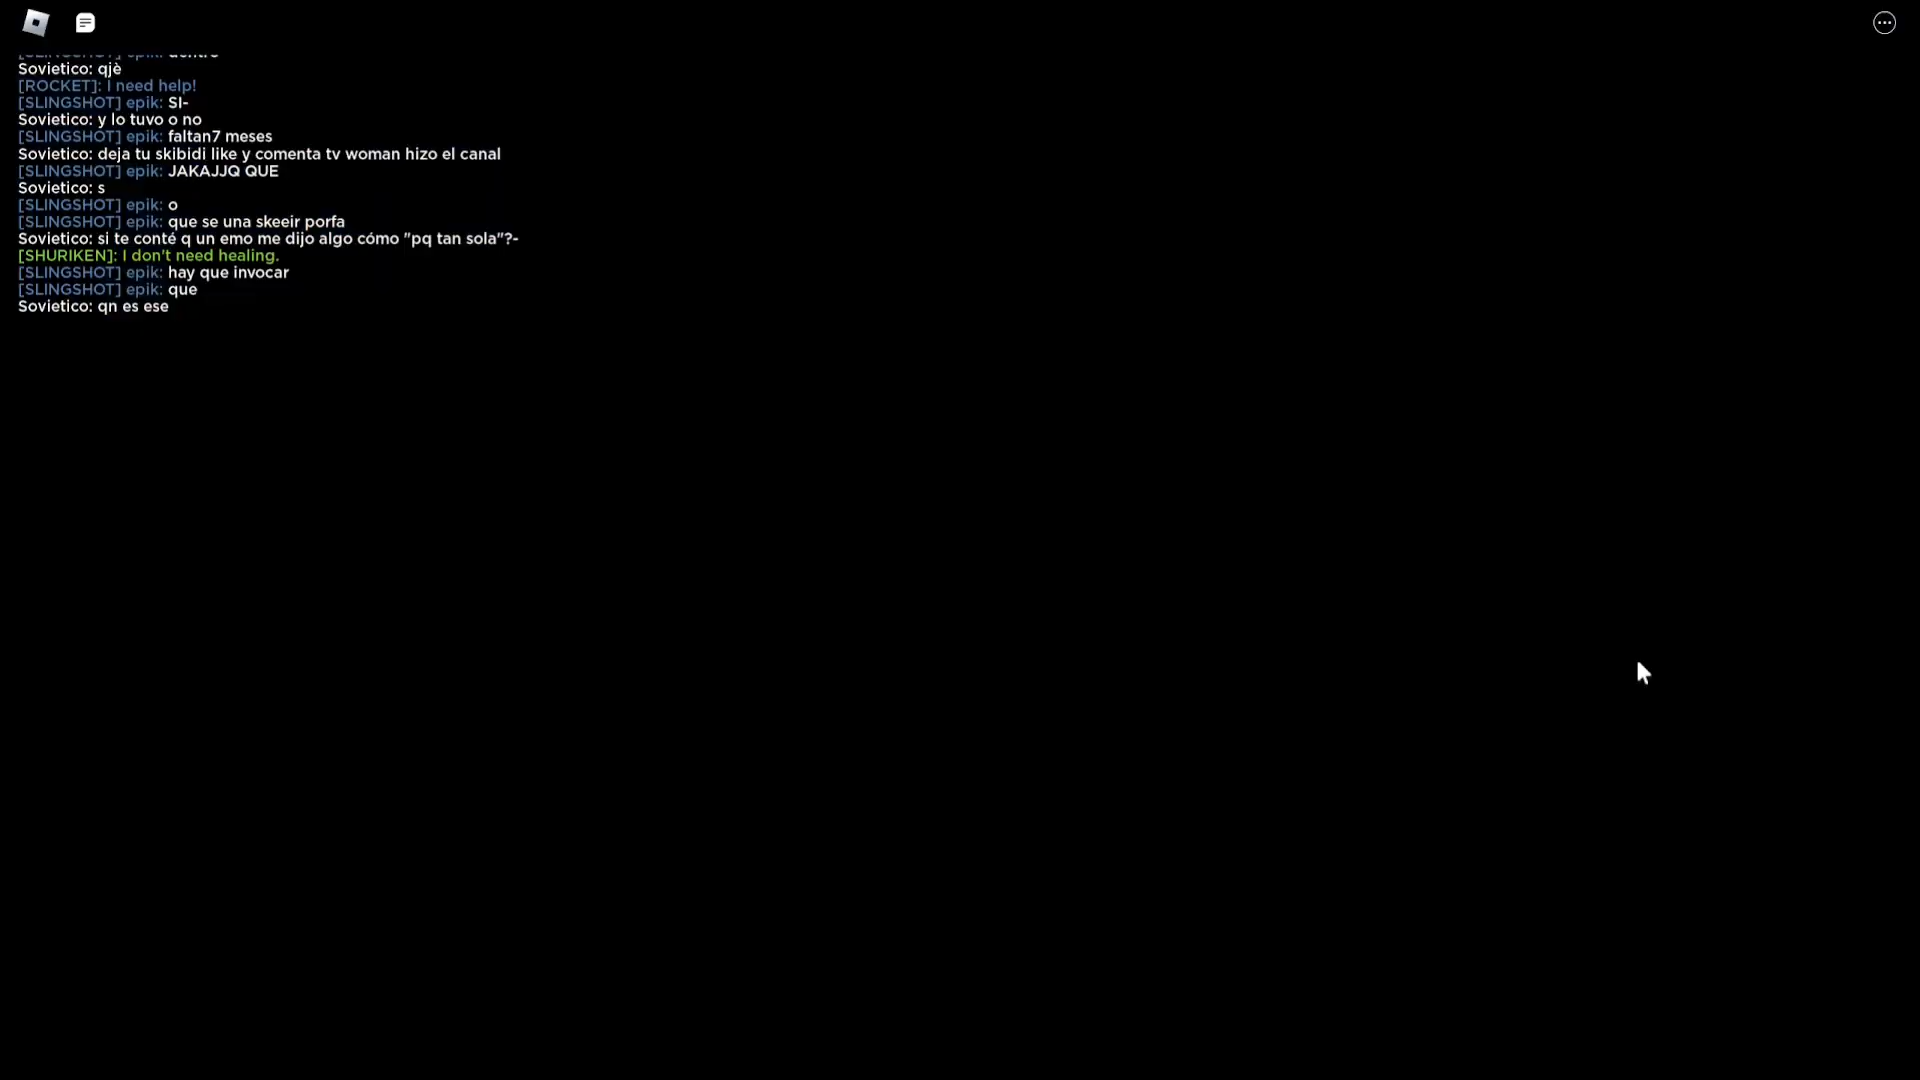 [SLINGSHOT] epik: dentro
Sovietico: qjè
[ROCKET]: I need help!
[SLINGSHOT] epik: SI-
Sovietico: y lo tuvo o no
[SLINGSHOT] epik: faltan7 meses
Sovietico: deja tu skibidi like y comenta tv woman hizo el canal
[SLINGSHOT] epik: JAKAJJQ QUE
Sovietico: s
[SLINGSHOT] epik: o
[SLINGSHOT] epik: que se una skeeir porfa
Sovietico: si te conté q un emo me dijo algo cómo "pq tan sola"?-
[SHURIKEN]: I don't need healing.
[SLINGSHOT] epik: hay que invocar
[SLINGSHOT] epik: que
Sovietico: qn es ese